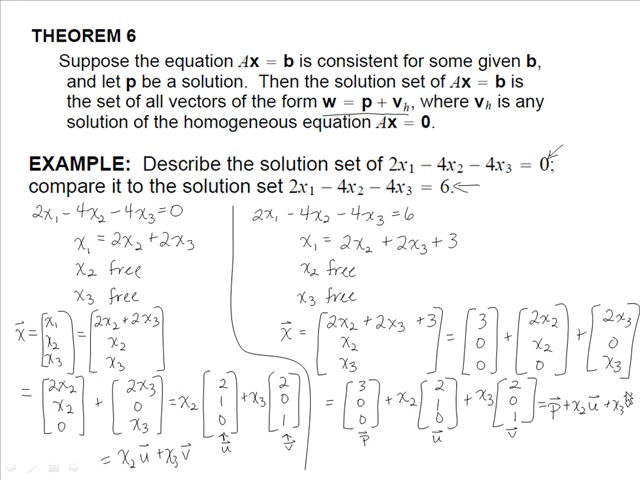 THEOREM 6
Suppose the equation Ax = b is consistent for some given b,
and let p be a solution. Then the solution set of Ax = b is
the set of all vectors of the form w = p + vₕ, where vₕ is any
solution of the homogeneous equation Ax = 0.
EXAMPLE: Describe the solution set of 2x₁ − 4x₂ − 4x₃ = 0;
compare it to the solution set 2x₁ − 4x₂ − 4x₃ = 6.
2x₁ - 4x₂ - 4x₃ = 0
x₁ = 2x₂ + 2x₃
x₂ free
x₃ free
x⃗ = [x₁ x₂ x₃] = [2x₂ + 2x₃ x₂ x₃]
= [2x₂ x₂ 0] + [2x₃ 0 x₃] = x₂ [2 1 0] + x₃ [2 0 1]
u⃗ v⃗
= x₂ u⃗ + x₃ v⃗
2x₁ - 4x₂ - 4x₃ = 6
x₁ = 2x₂ + 2x₃ + 3
x₂ free
x₃ free
x⃗ = [2x₂ + 2x₃ + 3 x₂ x₃] = [3 0 0] + [2x₂ x₂ 0] + [2x₃ 0 x₃]
= [3 0 0] + x₂ [2 1 0] + x₃ [2 0 1] = p⃗ + x₂ u⃗ + x₃ v⃗
p⃗ u⃗ v⃗